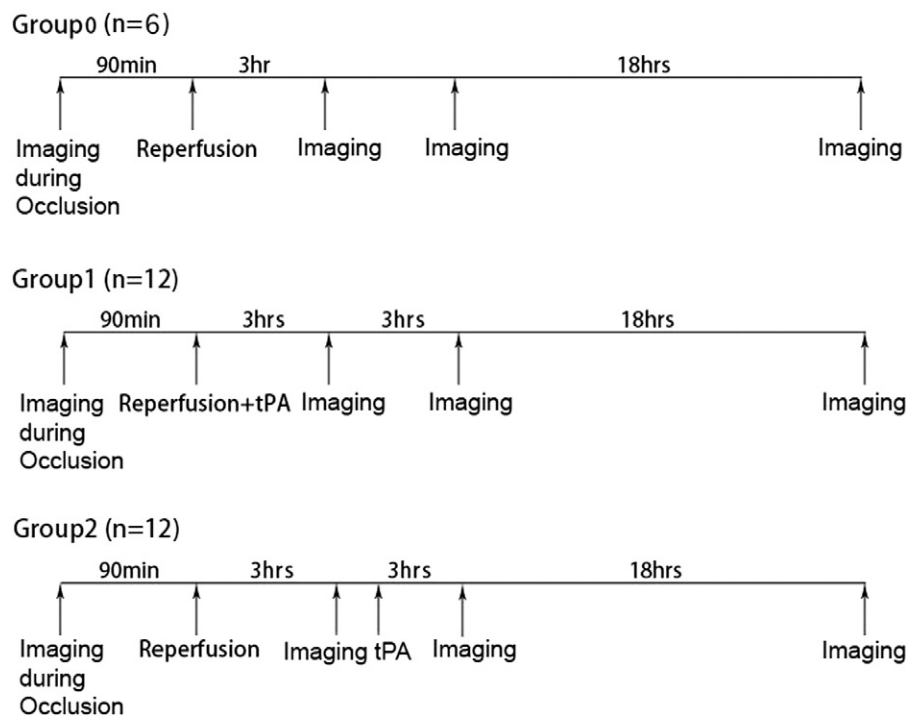 Group0 (n=6)
90min 3hr 18hrs
Imaging during Occlusion Reperfusion Imaging Imaging Imaging
Group1 (n=12)
90min 3hrs 3hrs 18hrs
Imaging during Occlusion Reperfusion+tPA Imaging Imaging Imaging
Group2 (n=12)
90min 3hrs 3hrs 18hrs
Imaging during Occlusion Reperfusion Imaging tPA Imaging Imaging